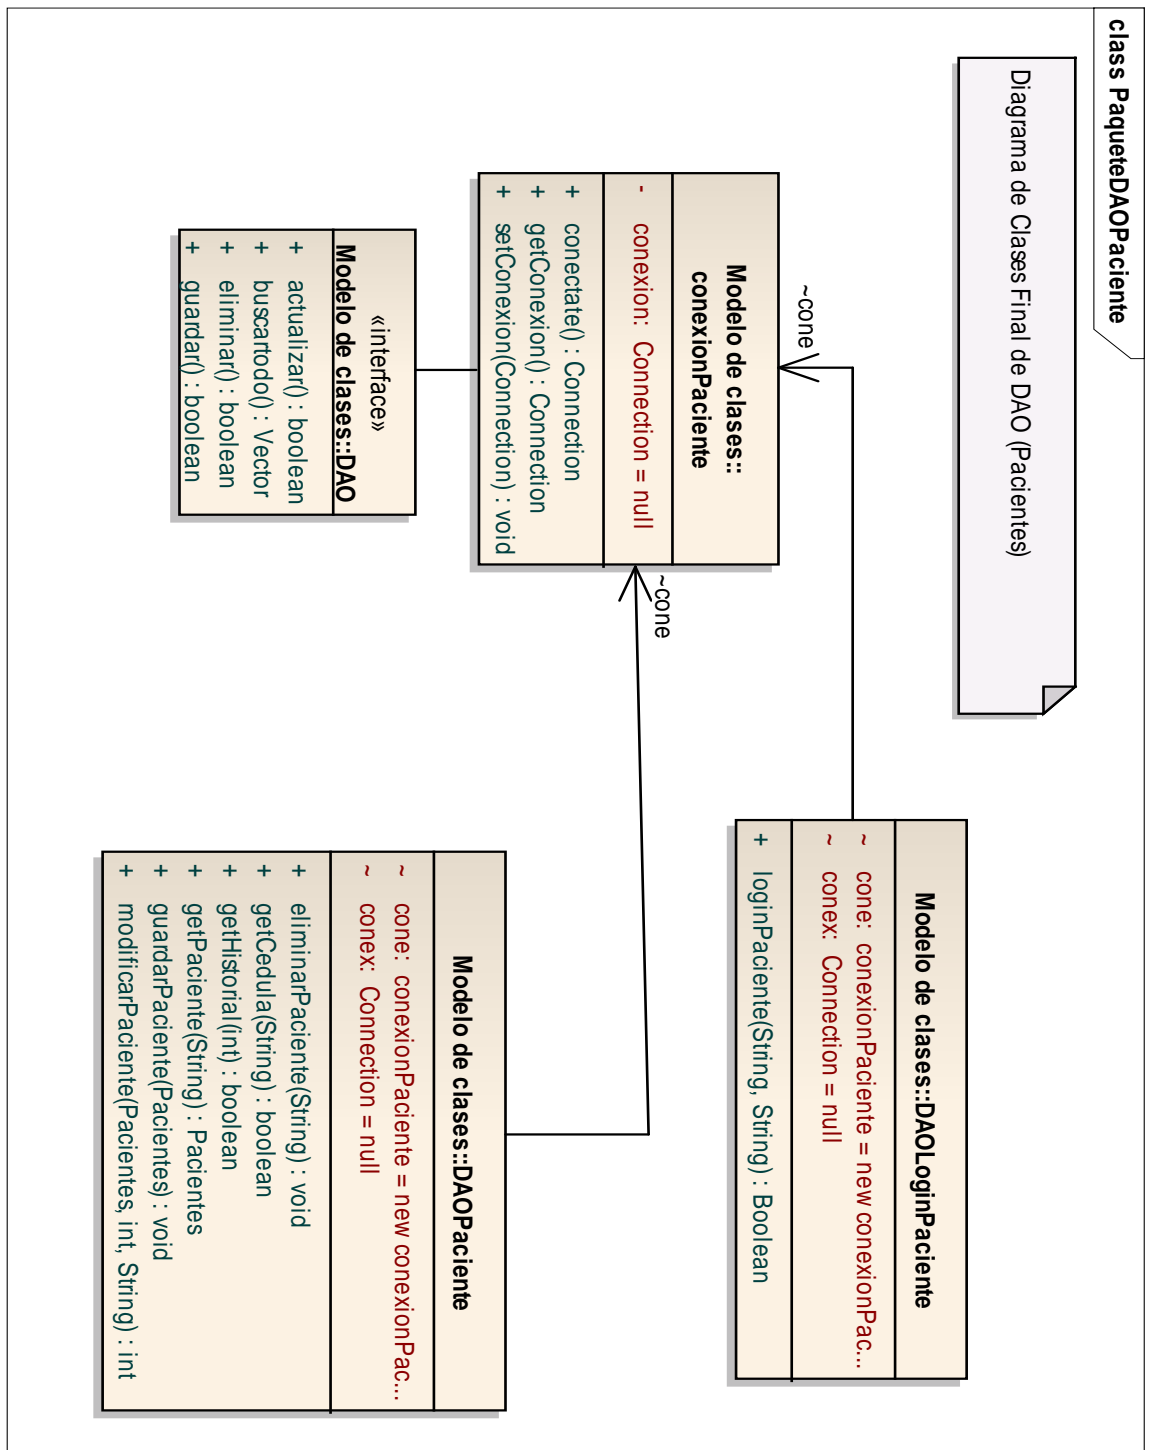 class PaqueteDAOPaciente
Diagrama de Clases Final de DAO (Pacientes)
~cone
Modelo de clases::
conexionPaciente
- conexion: Connection = null
+ conectate() : Connection
+ getConexion() : Connection
+ setConexion(Connection) : void
~cone
«interface»
Modelo de clases::DAO
+ actualizar() : boolean
+ buscartodo() : Vector
+ eliminar() : boolean
+ guardar() : boolean
Modelo de clases::DAOLoginPaciente
~ cone: conexionPaciente = new conexionPac...
~ conex: Connection = null
+ loginPaciente(String, String) : Boolean
Modelo de clases::DAOPaciente
~ cone: conexionPaciente = new conexionPac...
~ conex: Connection = null
+ eliminarPaciente(String) : void
+ getCedula(String) : boolean
+ getHistorial(int) : boolean
+ getPaciente(String) : Pacientes
+ guardarPaciente(Pacientes) : void
+ modificarPaciente(Pacientes, int, String) : int